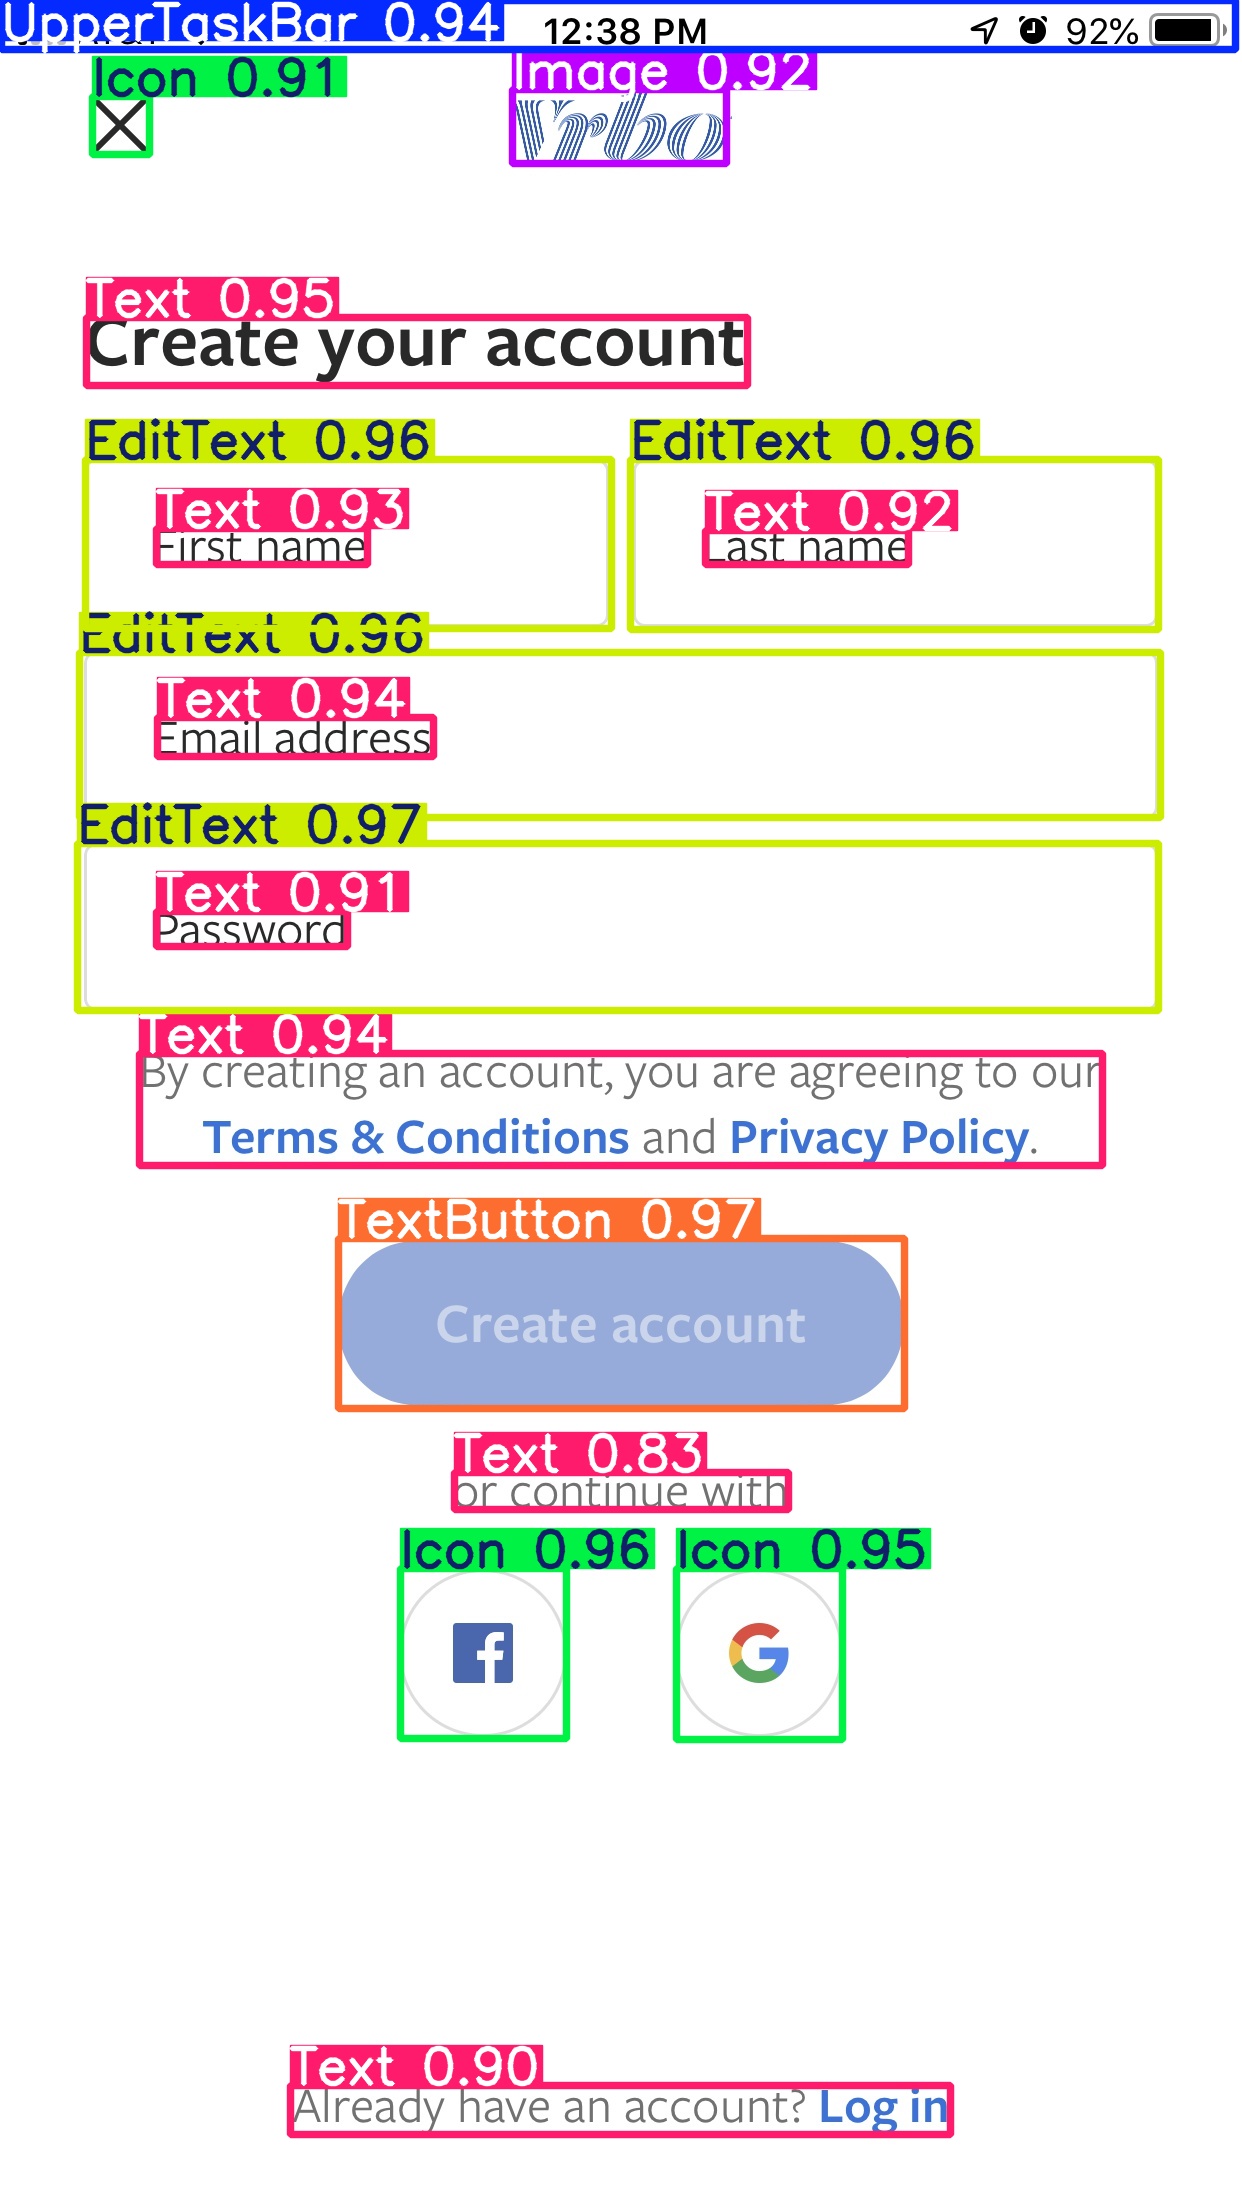 UpperTaskBar 0.94 12:38 PM 92%
Icon 0.91 Image 0.92
Vrbo
Text 0.95
Create your account
EditText 0.96 EditText 0.96
Text 0.93 Text 0.92
First name Last name
EditText 0.96
Text 0.94
Email address
EditText 0.97
Text 0.91
Password
Text 0.94
By creating an account, you are agreeing to our
Terms & Conditions and Privacy Policy.
TextButton 0.97
Create account
Text 0.83
or continue with
Icon 0.96 Icon 0.95
Text 0.90
Already have an account? Log in